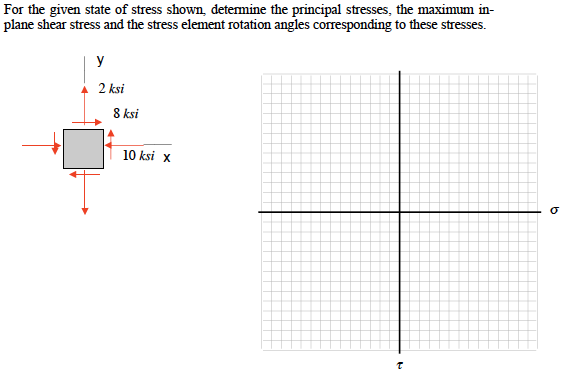 For the given state of stress shown, determine the principal stresses, the maximum in-
plane shear stress and the stress element rotation angles corresponding to these stresses.
y
2 ksi
8 ksi
10 ksi x
σ
τ